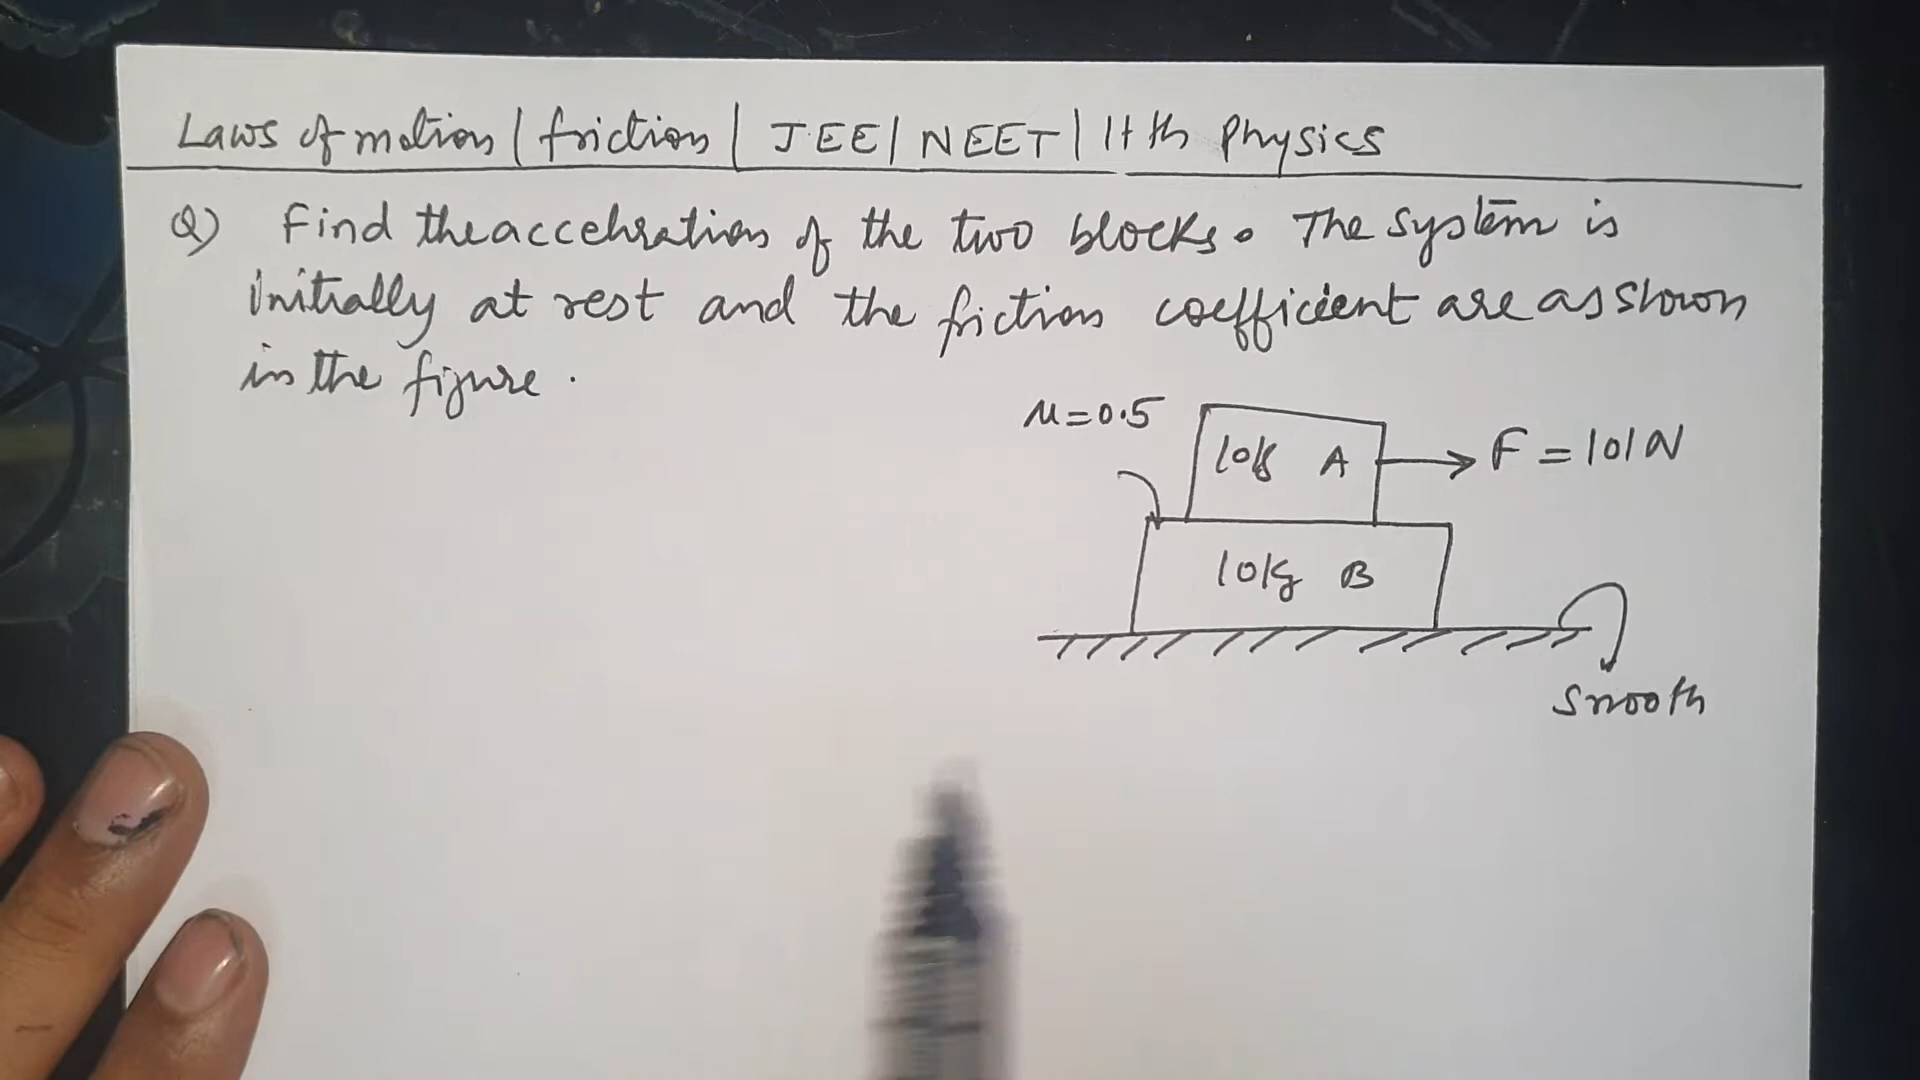 Laws of motion | friction | JEE | NEET | 11th Physics
Q) Find the acceleration of the two blocks. The system is
initially at rest and the friction coefficient are as shown
in the figure.
μ=0.5
10kg A
F = 101N
10kg B
Smooth